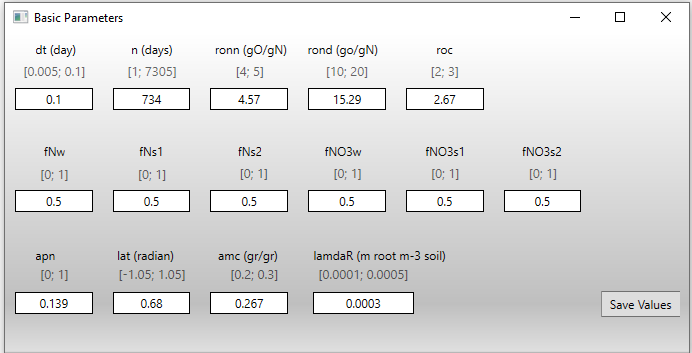 Basic Parameters
dt (day) n (days) ronn (gO/gN) rond (go/gN) roc
[0.005; 0.1] [1; 7305] [4; 5] [10; 20] [2; 3]
0.1 734 4.57 15.29 2.67
fNw fNs1 fNs2 fNO3w fNO3s1 fNO3s2
[0; 1] [0; 1] [0; 1] [0; 1] [0; 1] [0; 1]
0.5 0.5 0.5 0.5 0.5 0.5
apn lat (radian) amc (gr/gr) lamdaR (m root m-3 soil)
[0; 1] [-1.05; 1.05] [0.2; 0.3] [0.0001; 0.0005]
0.139 0.68 0.267 0.0003 Save Values